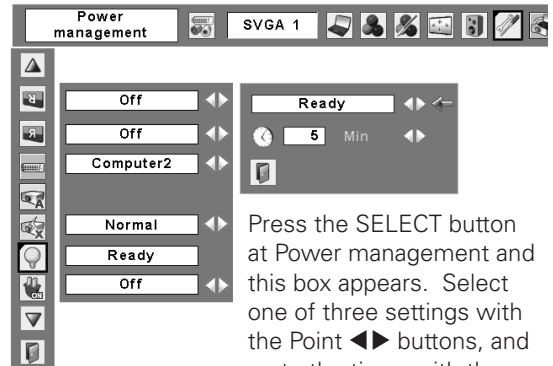 Power
management
SVGA 1
Off
Off
Computer2
Normal
Ready
Off
Ready
5 Min
Press the SELECT button
at Power management and
this box appears. Select
one of three settings with
the Point ◀▶ buttons, and